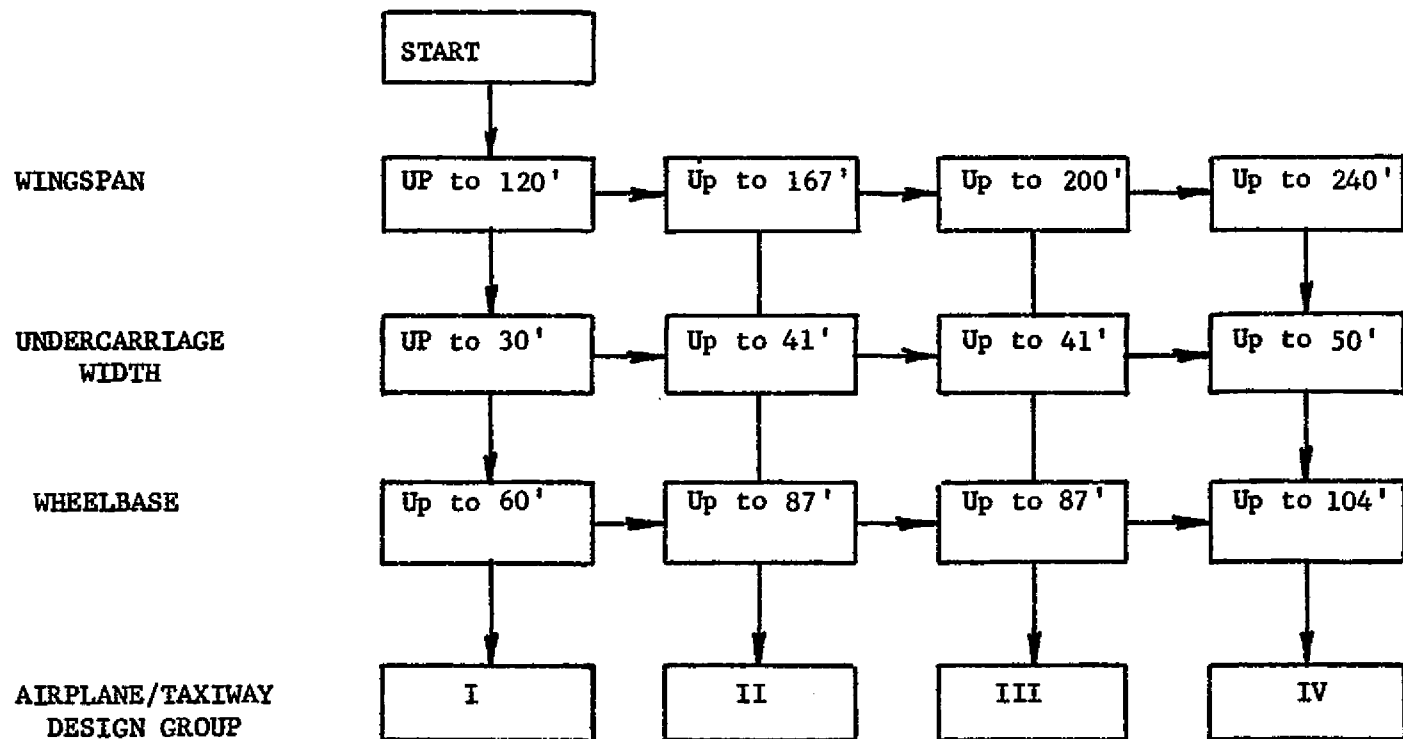 START
WINGSPAN
UP to 120'
Up to 167'
Up to 200'
Up to 240'
UNDERCARRIAGE
WIDTH
UP to 30'
Up to 41'
Up to 41'
Up to 50'
WHEELBASE
Up to 60'
Up to 87'
Up to 87'
Up to 104'
AIRPLANE/TAXIWAY
DESIGN GROUP
I
II
III
IV